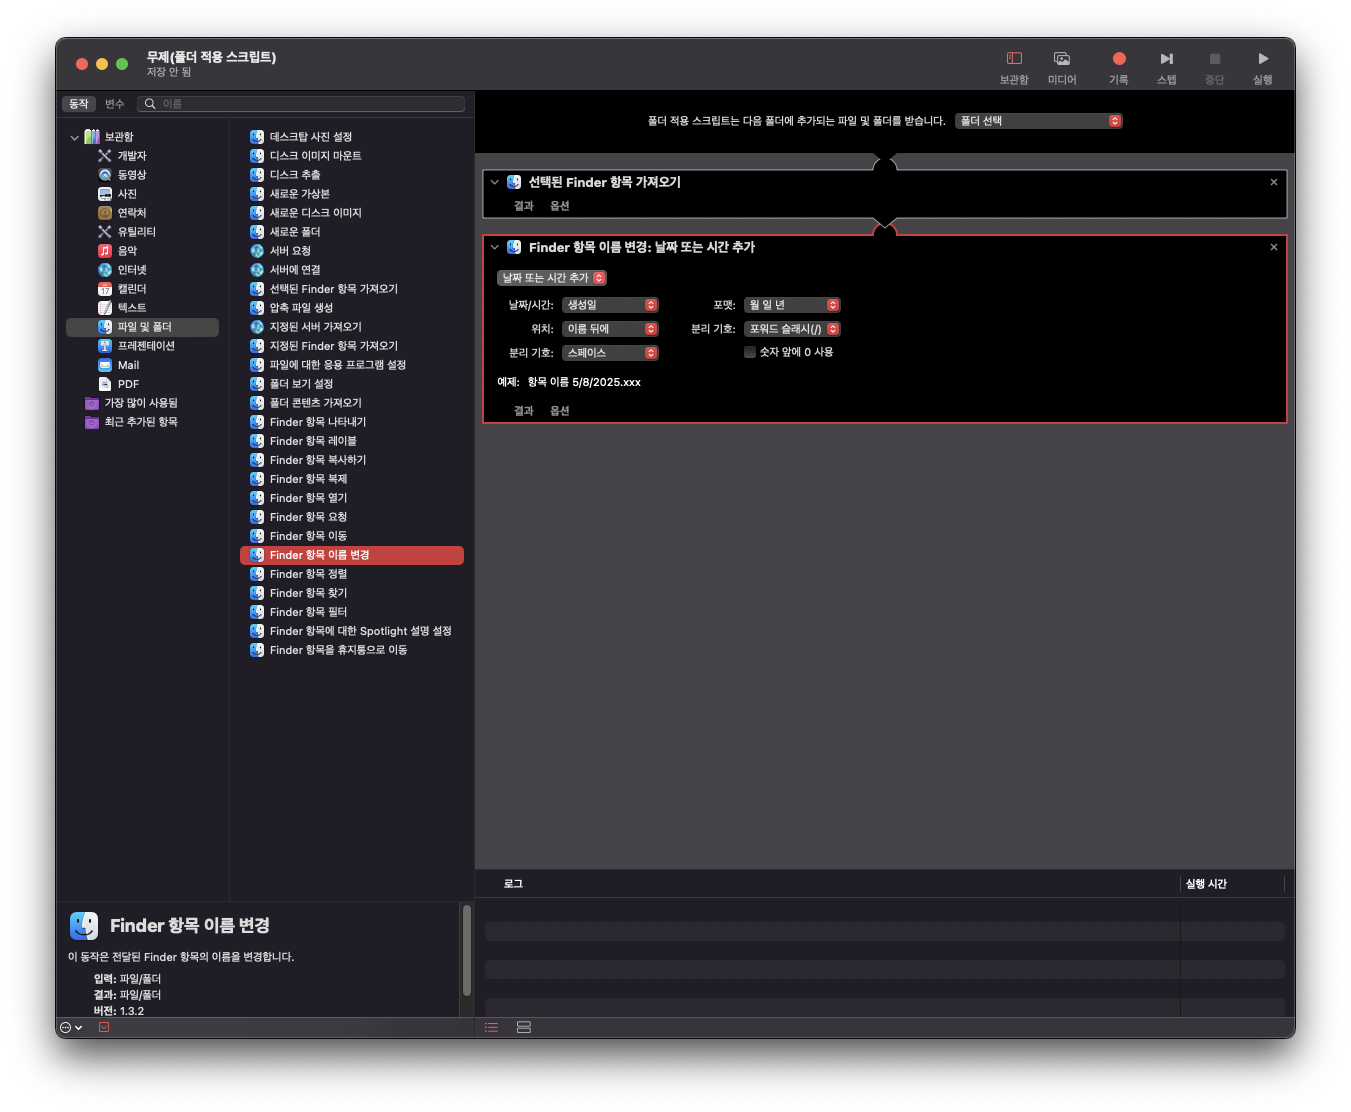 무제(폴더 적용 스크립트)
저장 안 됨
보관함
미디어
기록
스텝
중단
실행
동작
변수
이름
보관함
개발자
동영상
사진
연락처
유틸리티
음악
인터넷
캘린더
17
텍스트
파일 및 폴더
프레젠테이션
Mail
PDF
가장 많이 사용됨
최근 추가된 항목
데스크탑 사진 설정
디스크 이미지 마운트
디스크 추출
새로운 가상본
새로운 디스크 이미지
새로운 폴더
서버 요청
서버에 연결
선택된 Finder 항목 가져오기
압축 파일 생성
지정된 서버 가져오기
지정된 Finder 항목 가져오기
파일에 대한 응용 프로그램 설정
폴더 보기 설정
폴더 콘텐츠 가져오기
Finder 항목 나타내기
Finder 항목 레이블
Finder 항목 복사하기
Finder 항목 복제
Finder 항목 열기
Finder 항목 요청
Finder 항목 이동
Finder 항목 이름 변경
Finder 항목 정렬
Finder 항목 찾기
Finder 항목 필터
Finder 항목에 대한 Spotlight 설명 설정
Finder 항목을 휴지통으로 이동
폴더 적용 스크립트는 다음 폴더에 추가되는 파일 및 폴더를 받습니다. 폴더 선택
선택된 Finder 항목 가져오기
결과 옵션
Finder 항목 이름 변경: 날짜 또는 시간 추가
날짜 또는 시간 추가
날짜/시간: 생성일 포맷: 월 일 년
위치: 이름 뒤에 분리 기호: 포워드 슬래시(/)
분리 기호: 스페이스 숫자 앞에 0 사용
예제: 항목 이름 5/8/2025.xxx
결과 옵션
로그 실행 시간
Finder 항목 이름 변경
이 동작은 전달된 Finder 항목의 이름을 변경합니다.
입력: 파일/폴더
결과: 파일/폴더
버전: 1.3.2